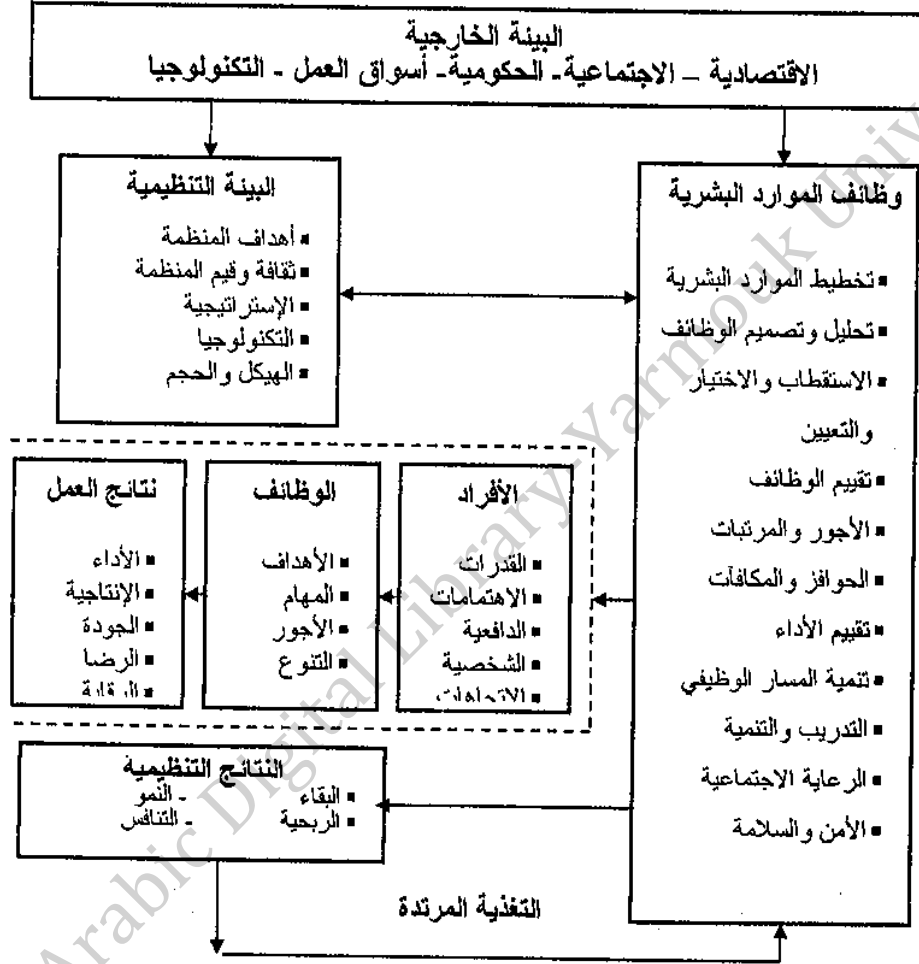 البيئة الخارجية
الاقتصادية – الاجتماعية - الحكومية - أسواق العمل - التكنولوجيا
وظائف الموارد البشرية
▪ تخطيط الموارد البشرية
▪ تحليل وتصميم الوظائف
▪ الاستقطاب والاختيار
والتعيين
▪ تقييم الوظائف
▪ الأجور والمرتبات
▪ الحوافز والمكافآت
▪ تقييم الأداء
▪ تنمية المسار الوظيفي
▪ التدريب والتنمية
▪ الرعاية الاجتماعية
▪ الأمن والسلامة
البيئة التنظيمية
▪ أهداف المنظمة
▪ ثقافة وقيم المنظمة
▪ الإستراتيجية
▪ التكنولوجيا
▪ الهيكل والحجم
الأفراد
▪ القدرات
▪ الاهتمامات
▪ الدافعية
▪ الشخصية
▪ الاتجاهات
الوظائف
▪ الأهداف
▪ المهام
▪ الأجور
▪ التنوع
نتائج العمل
▪ الأداء
▪ الإنتاجية
▪ الجودة
▪ الرضا
▪ الرقابة
النتائج التنظيمية
▪ البقاء - النمو
▪ الربحية - التنافس
التغذية المرتدة
Arabic Digital Library-Yarmouk Univ